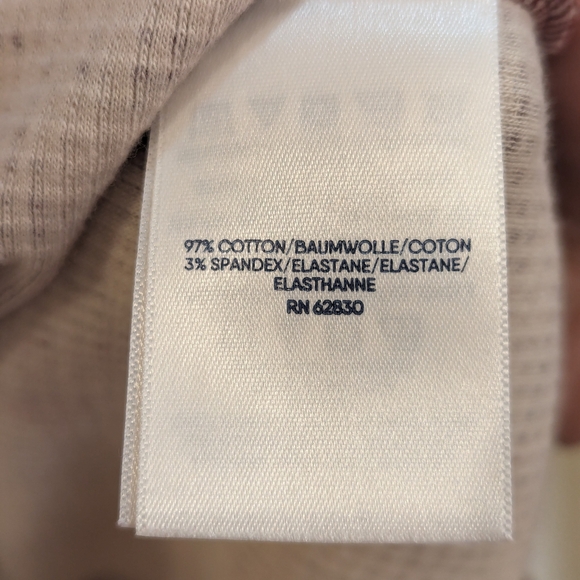 97% COTTON/BAUMWOLLE/COTON
3% SPANDEX/ELASTANE/ELASTANE/
ELASTHANNE
RN 62830